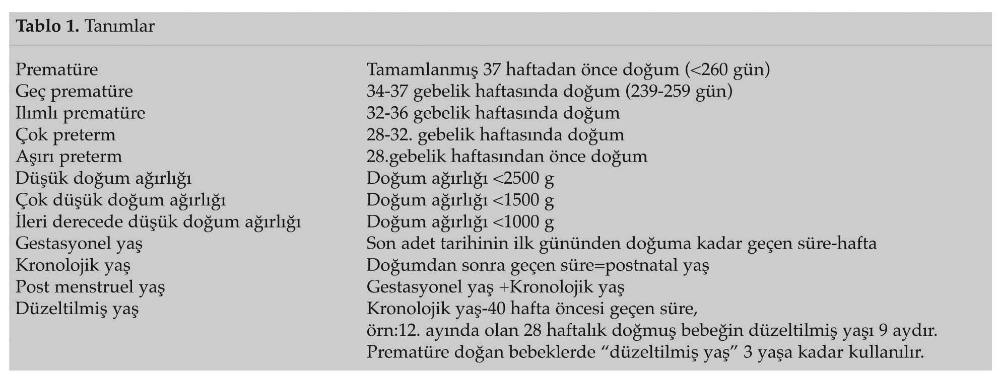 Tablo 1. Tanımlar
Prematüre Tamamlanmış 37 haftadan önce doğum (<260 gün)
Geç prematüre 34-37 gebelik haftasında doğum (239-259 gün)
Ilımlı prematüre 32-36 gebelik haftasında doğum
Çok preterm 28-32. gebelik haftasında doğum
Aşırı preterm 28.gebelik haftasından önce doğum
Düşük doğum ağırlığı Doğum ağırlığı <2500 g
Çok düşük doğum ağırlığı Doğum ağırlığı <1500 g
İleri derecede düşük doğum ağırlığı Doğum ağırlığı <1000 g
Gestasyonel yaş Son adet tarihinin ilk gününden doğuma kadar geçen süre-hafta
Kronolojik yaş Doğumdan sonra geçen süre=postnatal yaş
Post menstruel yaş Gestasyonel yaş +Kronolojik yaş
Düzeltilmiş yaş Kronolojik yaş-40 hafta öncesi geçen süre,
örn:12. ayında olan 28 haftalık doğmuş bebeğin düzeltilmiş yaşı 9 aydır.
Prematüre doğan bebeklerde “düzeltilmiş yaş” 3 yaşa kadar kullanılır.